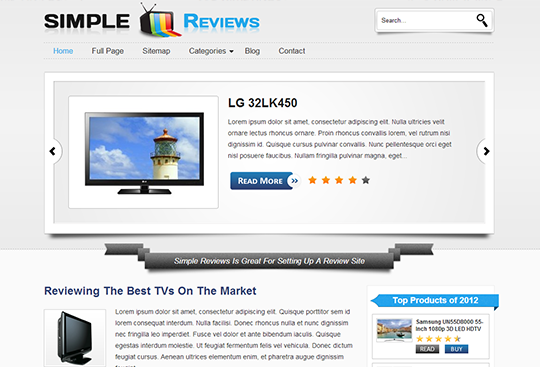 SIMPLE REVIEWS
Search...
Home Full Page Sitemap Categories Blog Contact
LG 32LK450
Lorem ipsum dolor sit amet, consectetur adipiscing elit. Nulla ultricies velit
ornare lectus rhoncus ornare. Proin rhoncus convallis lorem, vel rutrum nisi
dignissim id. Quisque cursus pulvinar convallis. Nunc pellentesque orci eget
nisl posuere faucibus. Nullam fringilla pulvinar magna, eget...
READ MORE
Simple Reviews Is Great For Setting Up A Review Site
Reviewing The Best TVs On The Market
Lorem ipsum dolor sit amet, consectetur adipiscing elit. Quisque porttitor sem id
lorem consequat interdum. Nulla facilisi. Donec rhoncus nulla et nunc dignissim
nec fringilla leo imperdiet. Fusce vel dolor et ante bibendum iaculis. Quisque
egestas interdum molestie. Ut feugiat fermentum felis vel vehicula. Donec dictum
feugiat cursus. Aenean ultrices elementum enim, et pharetra augue dignissim
Top Products of 2012
Samsung UN55D8000 55-
Inch 1080p 3D LED HDTV
READ BUY